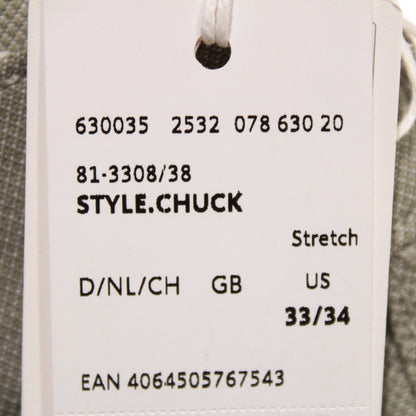 630035 2532 078 630 20
81-3308/38
STYLE.CHUCK
Stretch
D/NL/CH GB US
33/34
EAN 4064505767543